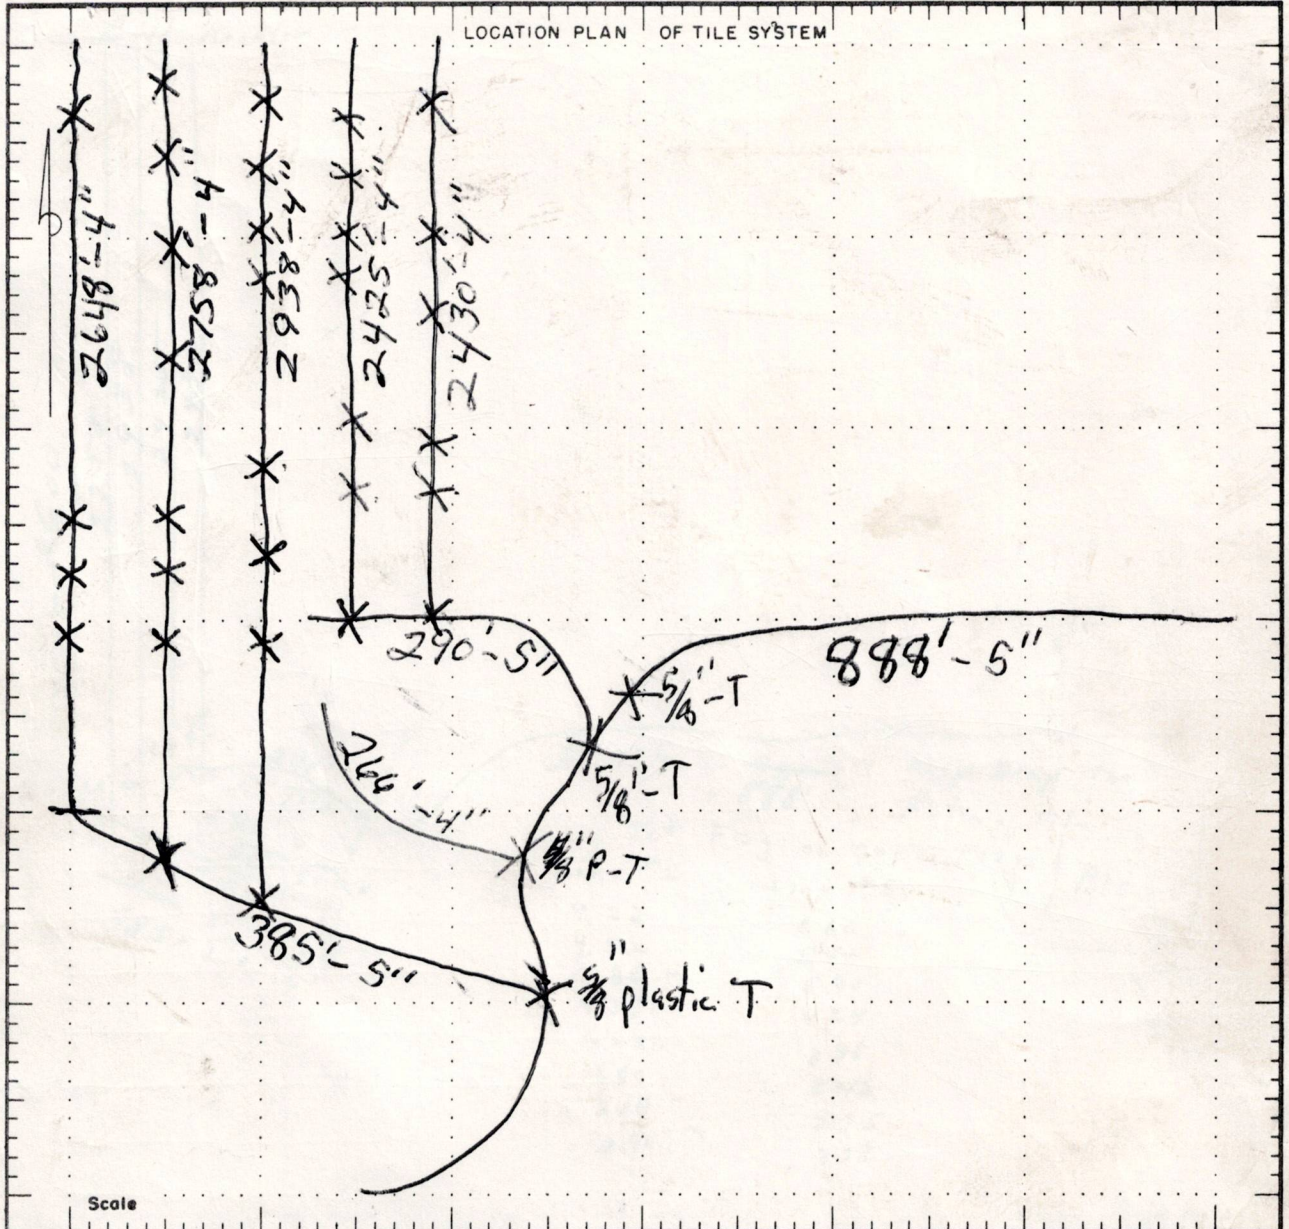 LOCATION PLAN OF TILE SYSTEM
2648'-4"
2758'-4"
2938'-4"
2425'-4"
2430'-4"
290'-5"
888'-5"
5/8"-T
5/8"-T
266'-4"
P-T
385'-5"
5/8" plastic T
Scale